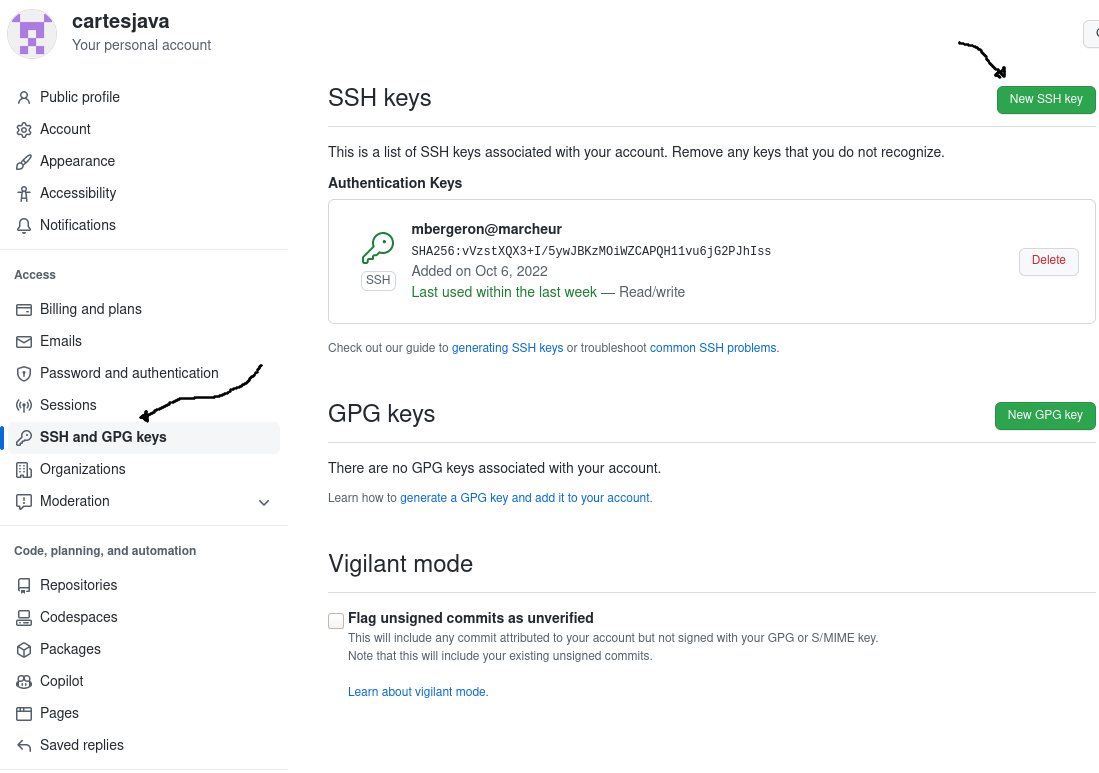 cartesjava
Your personal account
Public profile
Account
Appearance
Accessibility
Notifications
Access
Billing and plans
Emails
Password and authentication
Sessions
SSH and GPG keys
Organizations
Moderation
Code, planning, and automation
Repositories
Codespaces
Packages
Copilot
Pages
Saved replies
SSH keys
New SSH key
This is a list of SSH keys associated with your account. Remove any keys that you do not recognize.
Authentication Keys
mbergeron@marcheur
SHA256:vVzstXQX3+I/5ywJBKzMOiWZCAPQH11vu6jG2PJhIss
SSH
Added on Oct 6, 2022
Last used within the last week — Read/write
Delete
Check out our guide to generating SSH keys or troubleshoot common SSH problems.
GPG keys
New GPG key
There are no GPG keys associated with your account.
Learn how to generate a GPG key and add it to your account.
Vigilant mode
Flag unsigned commits as unverified
This will include any commit attributed to your account but not signed with your GPG or S/MIME key.
Note that this will include your existing unsigned commits.
Learn about vigilant mode.